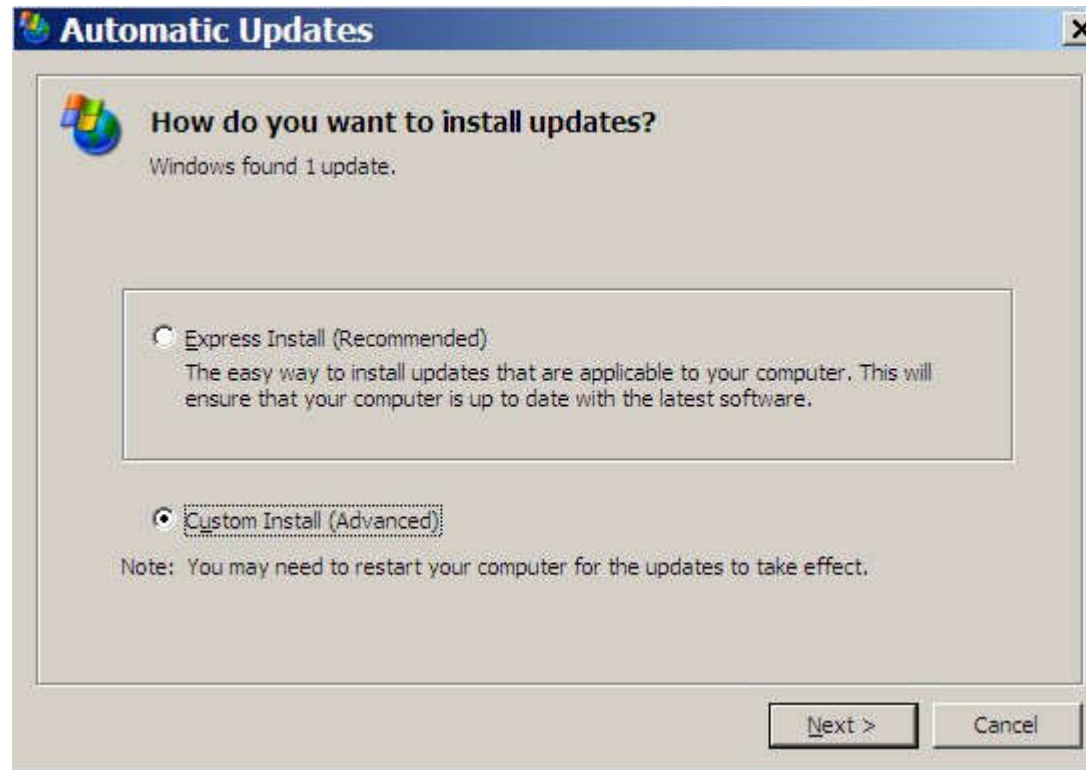 Automatic Updates
How do you want to install updates?
Windows found 1 update.
Express Install (Recommended)
The easy way to install updates that are applicable to your computer. This will
ensure that your computer is up to date with the latest software.
Custom Install (Advanced)
Note: You may need to restart your computer for the updates to take effect.
Next >
Cancel